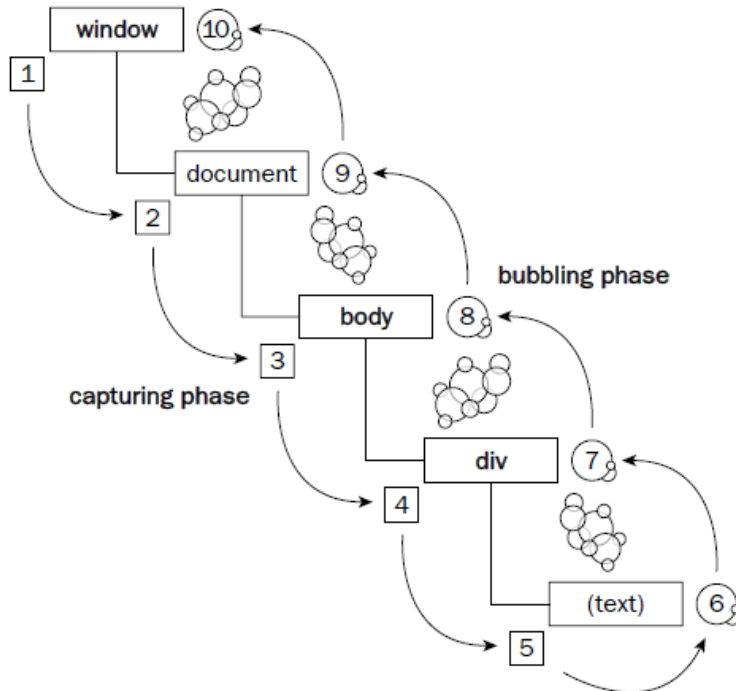 window 10
1
document 9
2
bubbling phase
body 8
3
capturing phase
div 7
4
(text) 6
5